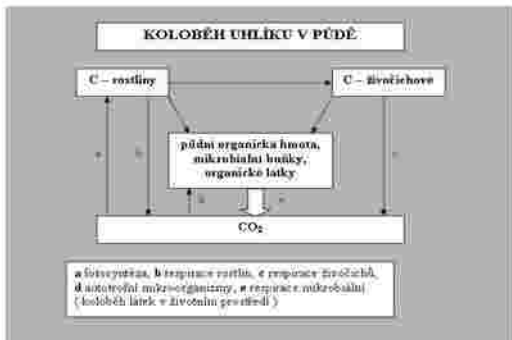 KOLOBĚH UHLÍKU V PŮDĚ
C – rostliny
C – živočichové
půdní organická hmota,
mikrobiální buňky,
organické látky
a
b
c
d
e
CO₂
a fotosyntéza, b respirace rostlin, c respirace živočichů,
d autotrofní mikroorganizmy, e respirace mikrobiální
( koloběh látek v životním prostředí )